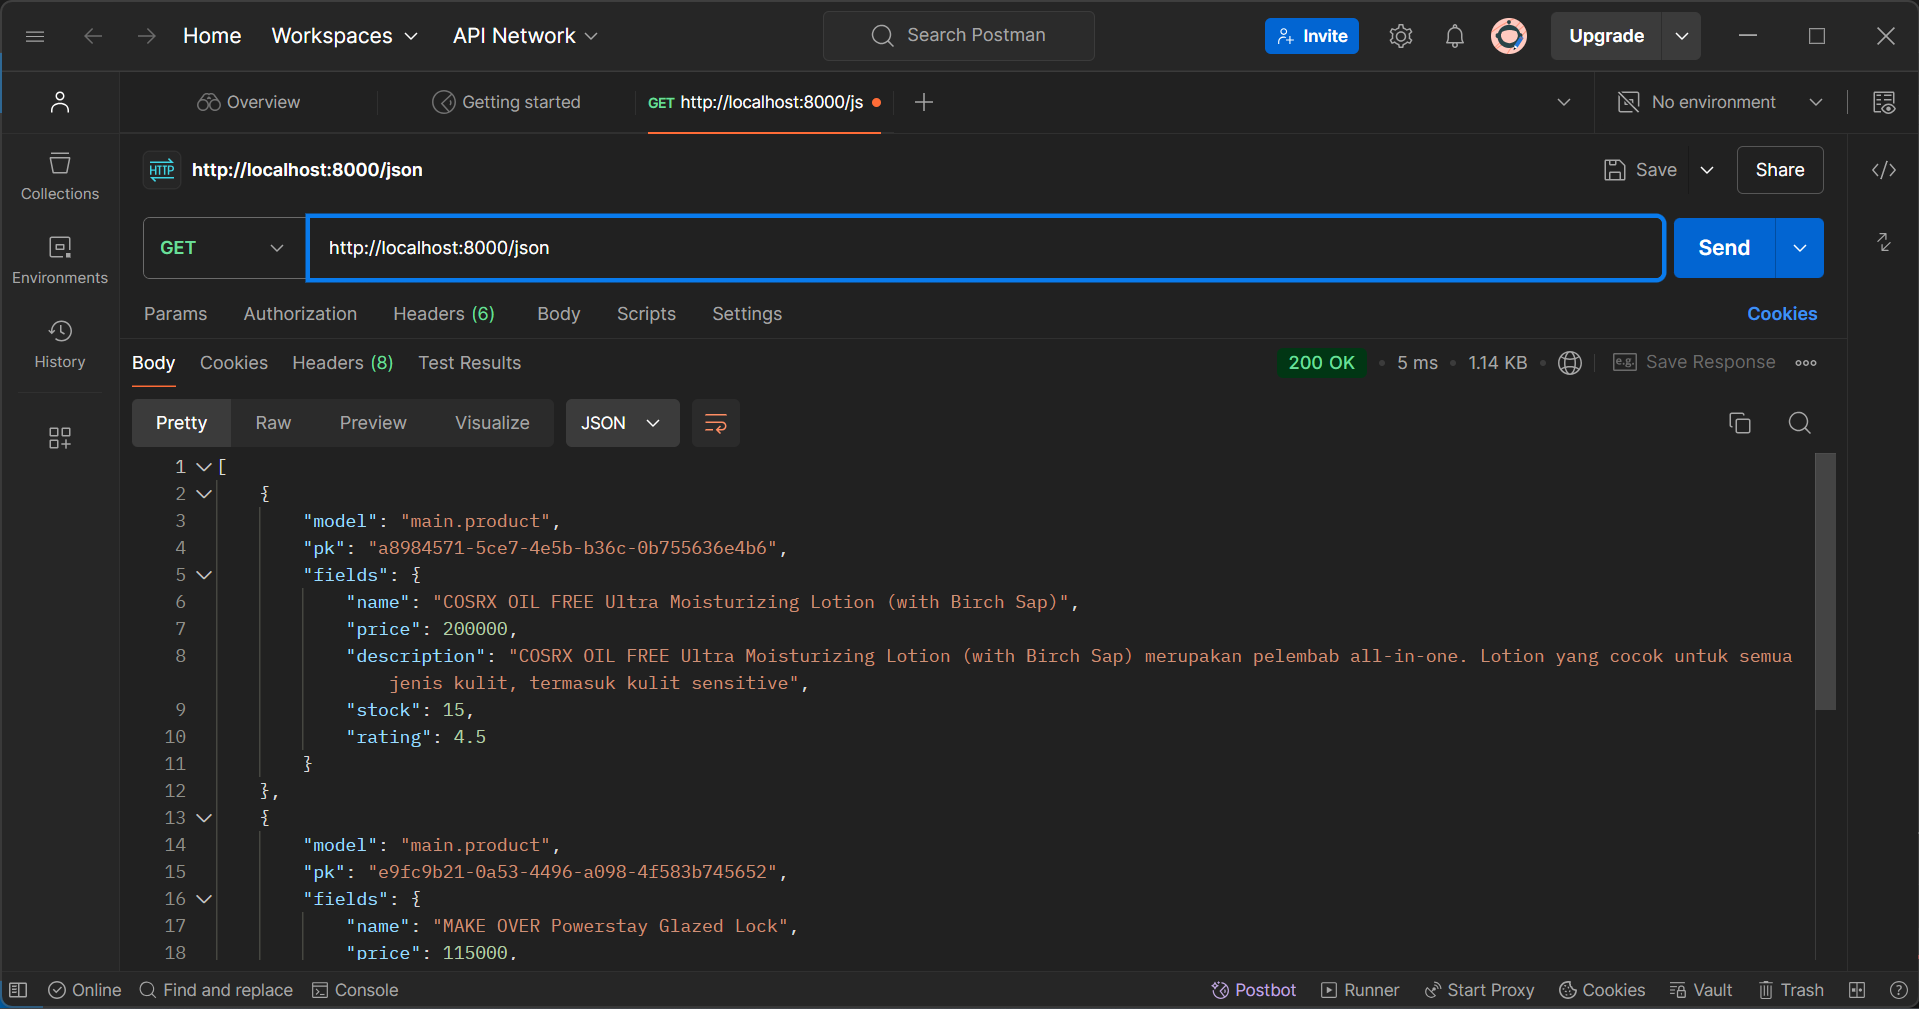 Home Workspaces API Network Search Postman Invite Upgrade
Overview Getting started GET http://localhost:8000/js No environment
HTTP http://localhost:8000/json Save Share
Collections
GET http://localhost:8000/json Send
Environments
Params Authorization Headers (6) Body Scripts Settings Cookies
History
Body Cookies Headers (8) Test Results 200 OK 5 ms 1.14 KB e.g. Save Response
Pretty Raw Preview Visualize JSON
1 [
2 {
3 "model": "main.product",
4 "pk": "a8984571-5ce7-4e5b-b36c-0b755636e4b6",
5 "fields": {
6 "name": "COSRX OIL FREE Ultra Moisturizing Lotion (with Birch Sap)",
7 "price": 200000,
8 "description": "COSRX OIL FREE Ultra Moisturizing Lotion (with Birch Sap) merupakan pelembab all-in-one. Lotion yang cocok untuk semua
jenis kulit, termasuk kulit sensitive",
9 "stock": 15,
10 "rating": 4.5
11 }
12 },
13 {
14 "model": "main.product",
15 "pk": "e9fc9b21-0a53-4496-a098-4f583b745652",
16 "fields": {
17 "name": "MAKE OVER Powerstay Glazed Lock",
18 "price": 115000,
Online Find and replace Console Postbot Runner Start Proxy Cookies Vault Trash